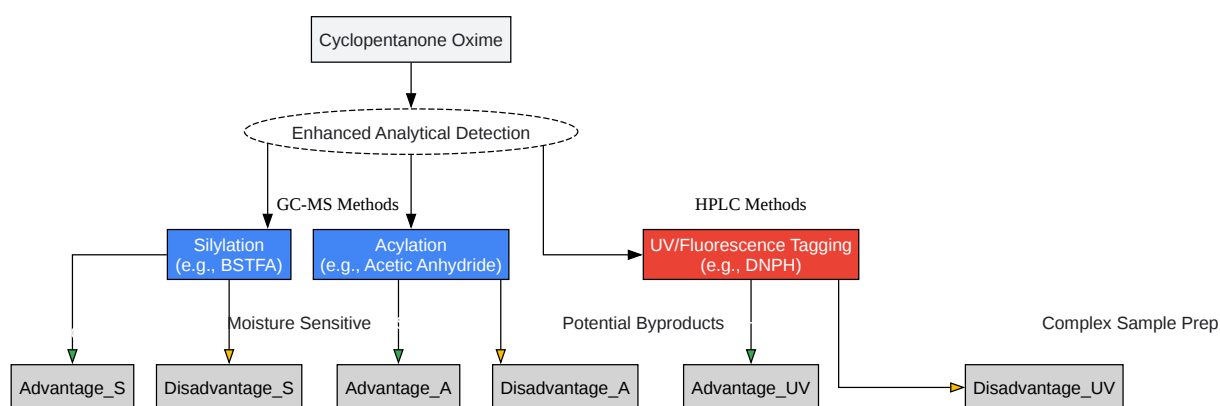 Cyclopentanone Oxime
Enhanced Analytical Detection
GC-MS Methods
HPLC Methods
Silylation
(e.g., BSTFA)
Acylation
(e.g., Acetic Anhydride)
UV/Fluorescence Tagging
(e.g., DNPH)
Moisture Sensitive
Potential Byproducts
Complex Sample Prep
Advantage_S
Disadvantage_S
Advantage_A
Disadvantage_A
Advantage_UV
Disadvantage_UV